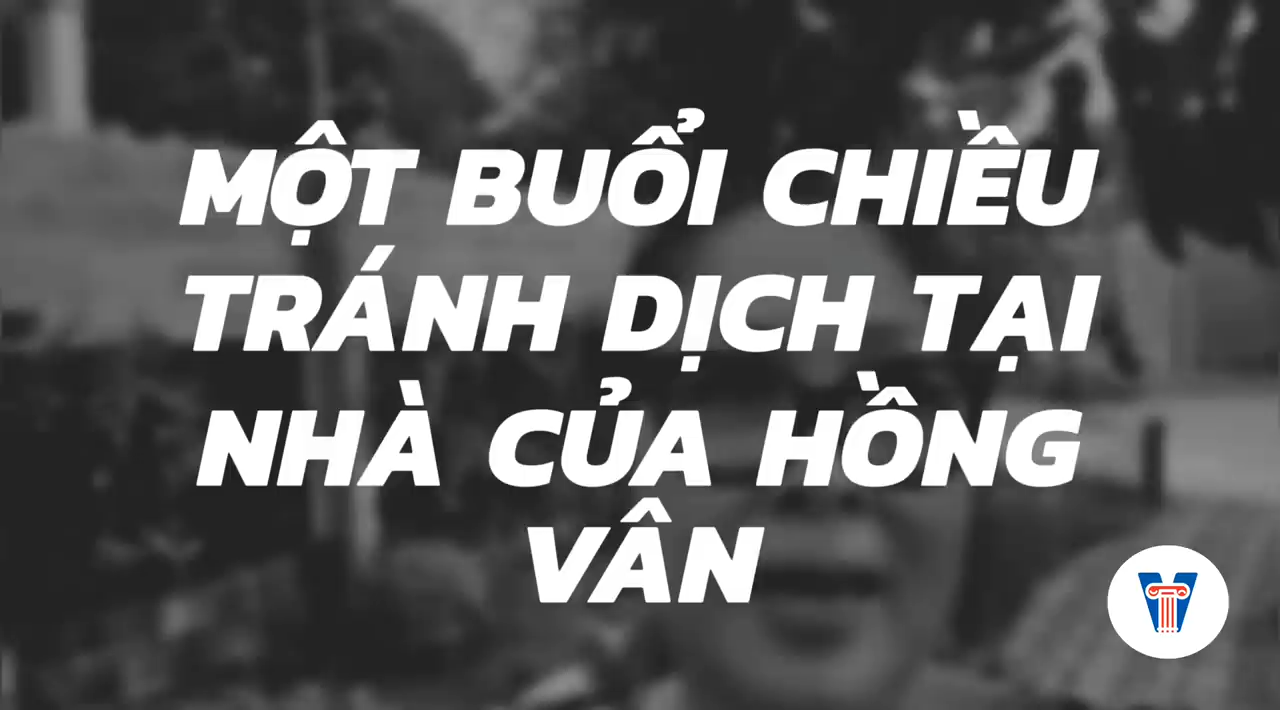 MỘT BUỔI CHIỀU
TRÁNH DỊCH TẠI
NHÀ CỦA HỒNG
VÂN